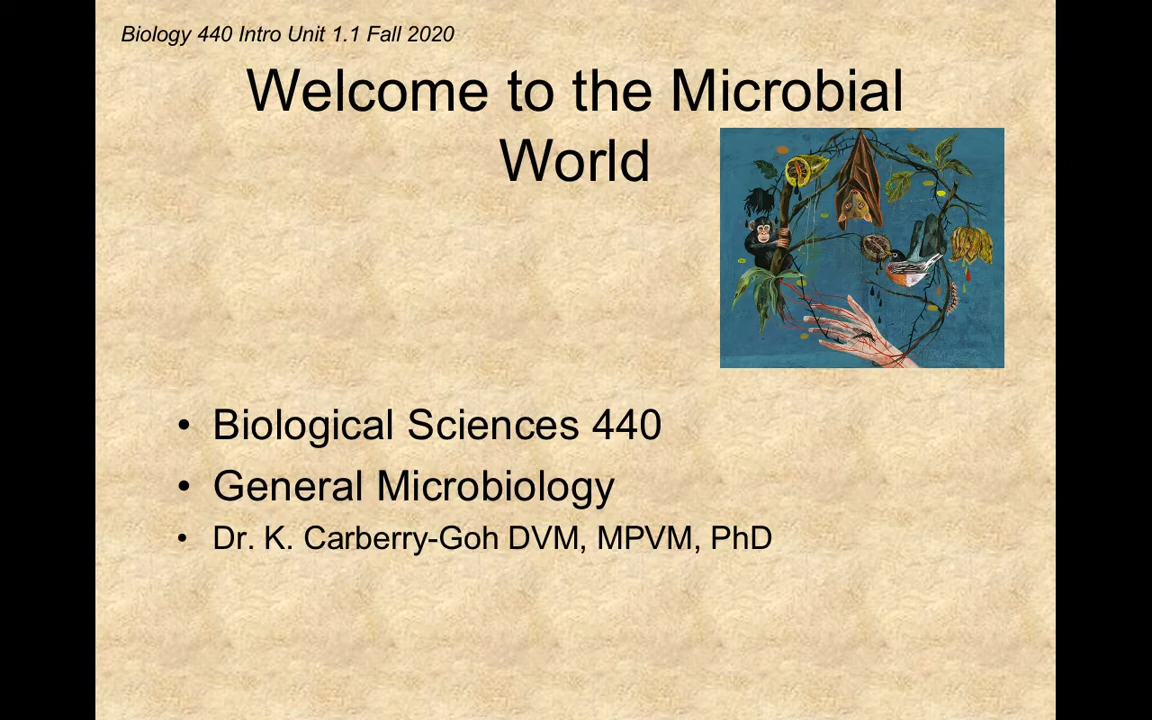 Biology 440 Intro Unit 1.1 Fall 2020
Welcome to the Microbial
World
• Biological Sciences 440
• General Microbiology
• Dr. K. Carberry-Goh DVM, MPVM, PhD